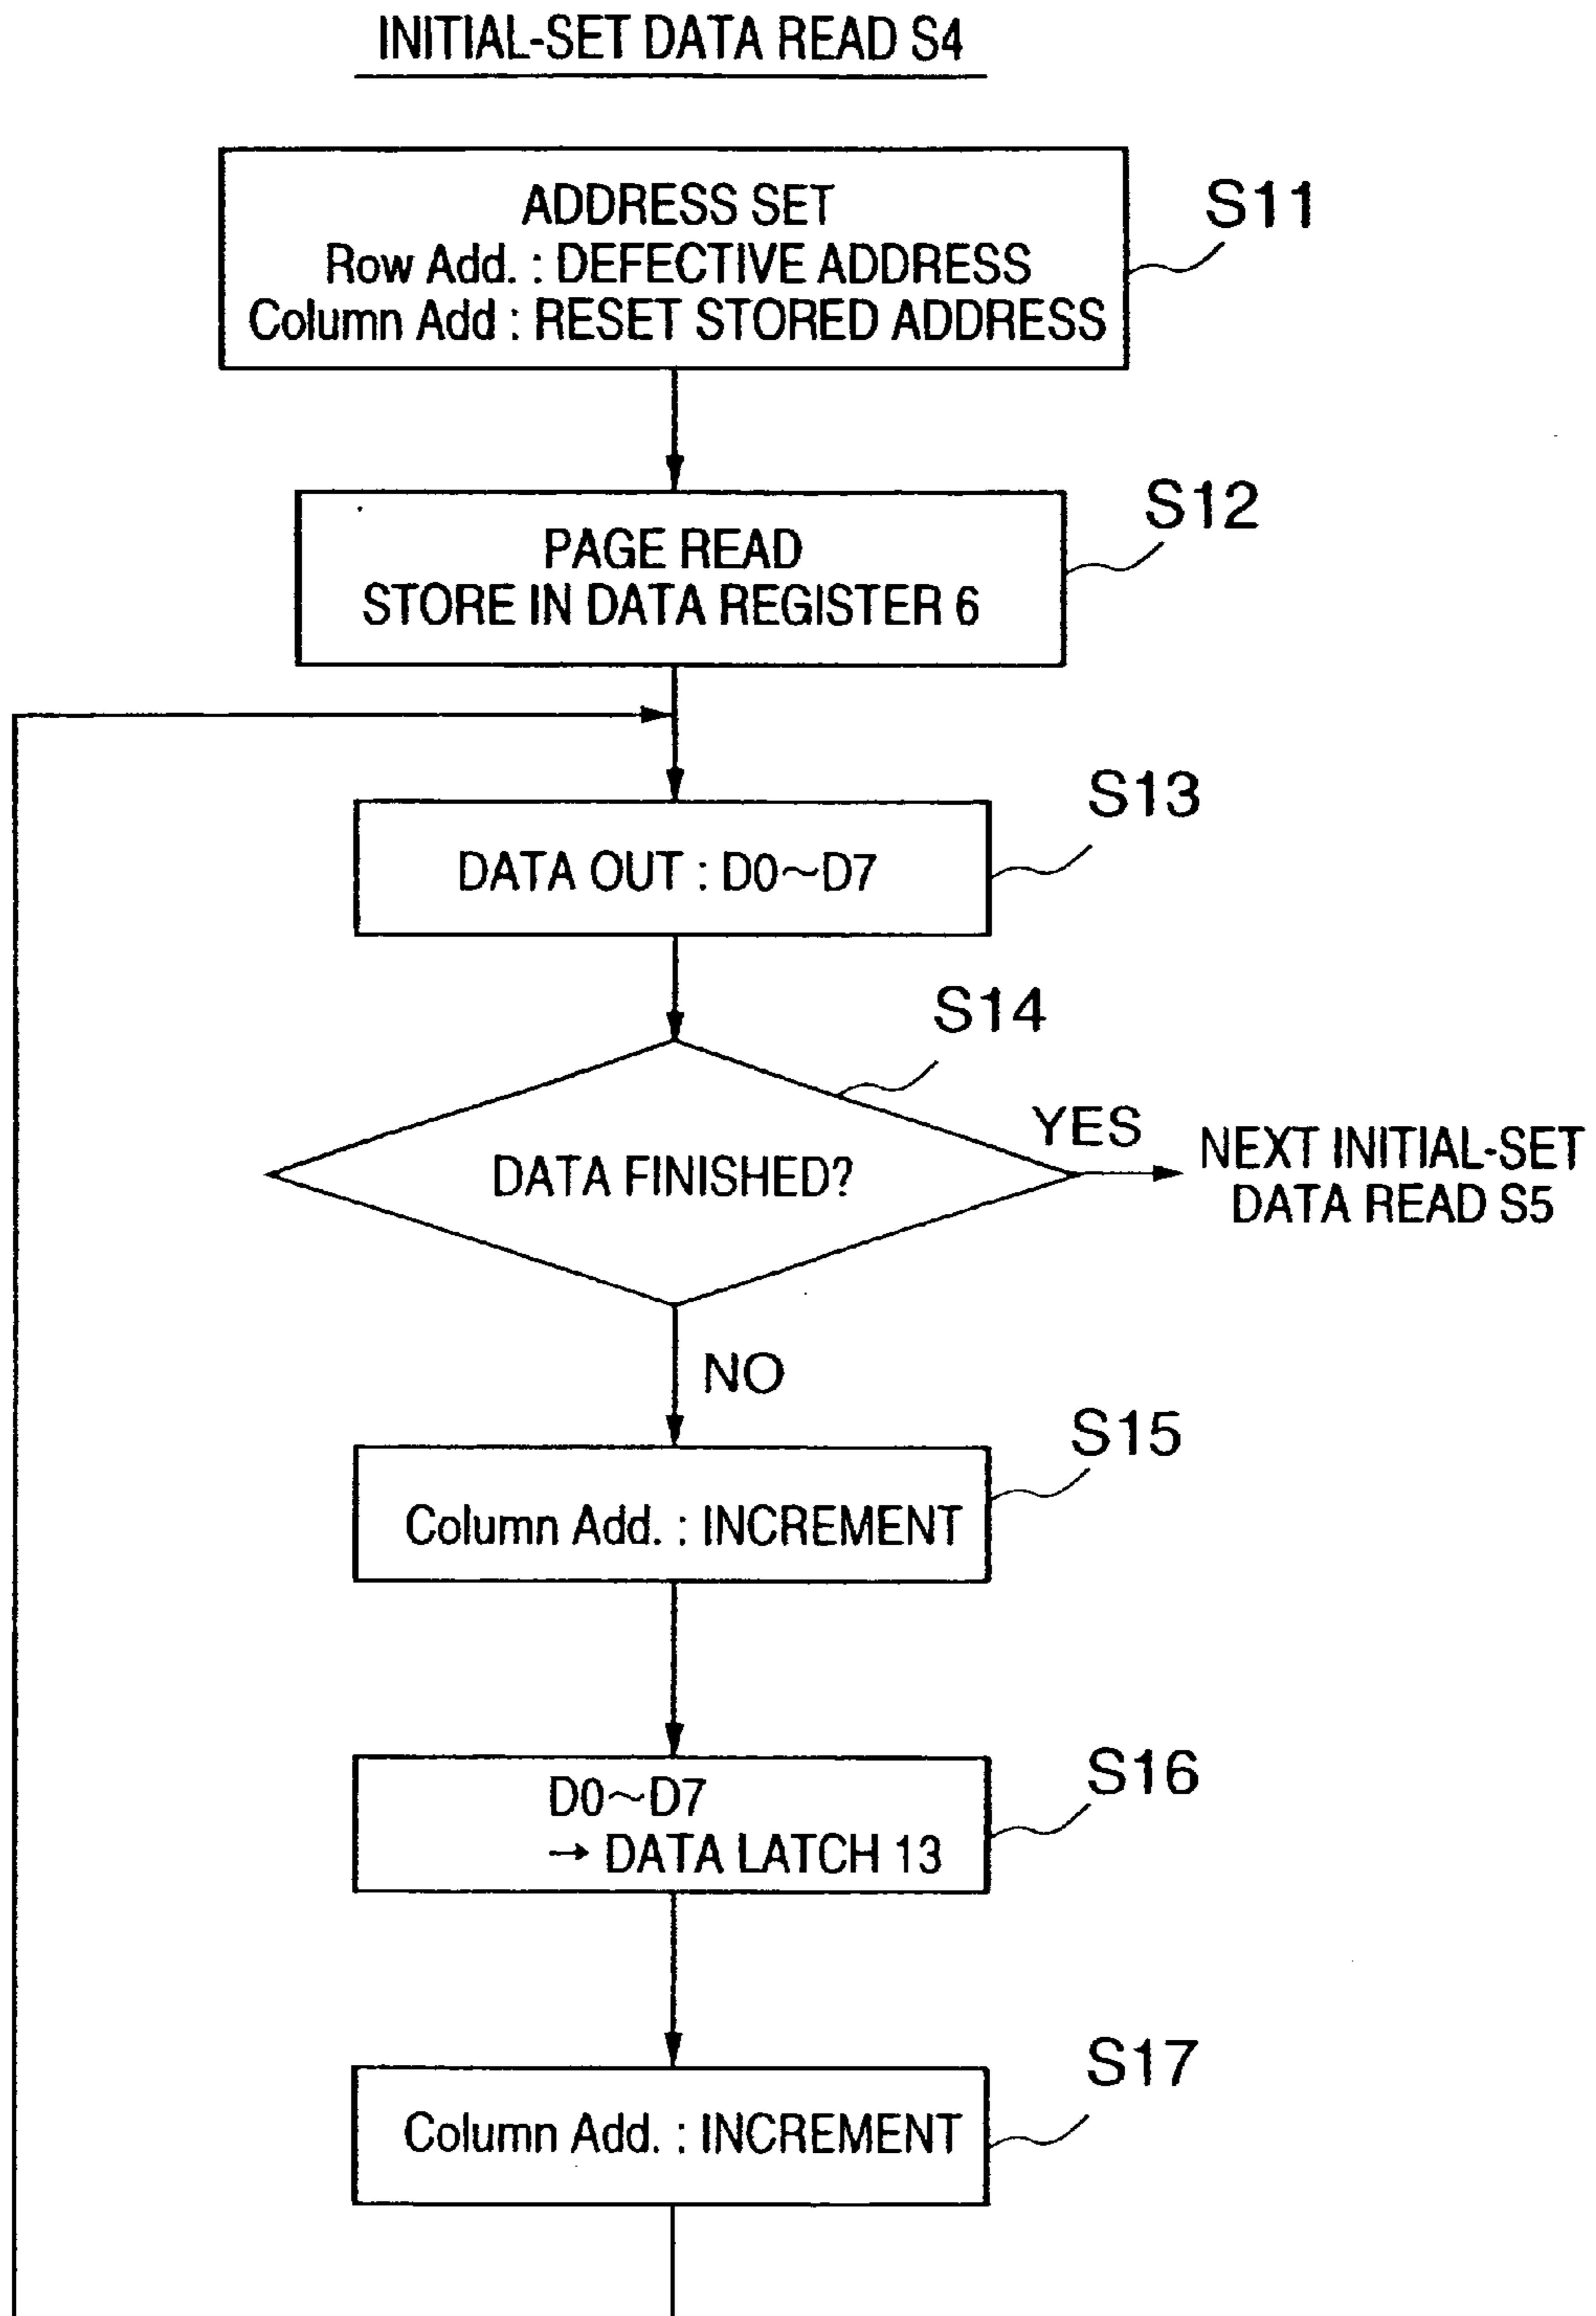 INITIAL-SET DATA READ S4
ADDRESS SET
Row Add. : DEFECTIVE ADDRESS
Column Add : RESET STORED ADDRESS
S11
PAGE READ
STORE IN DATA REGISTER 6
S12
DATA OUT : D0~D7
S13
S14
DATA FINISHED?
YES
NEXT INITIAL-SET
DATA READ S5
NO
Column Add. : INCREMENT
S15
D0~D7
→ DATA LATCH 13
S16
Column Add. : INCREMENT
S17